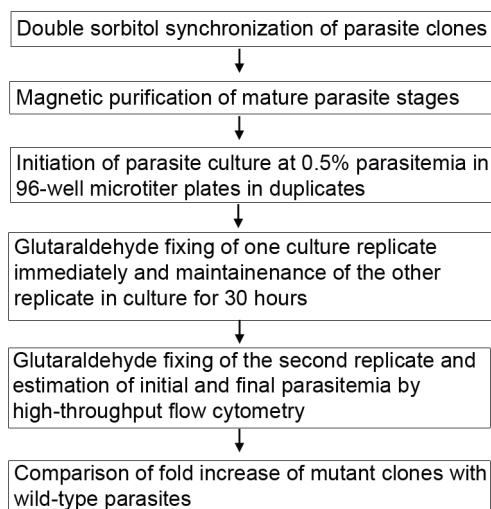 Double sorbitol synchronization of parasite clones
Magnetic purification of mature parasite stages
Initiation of parasite culture at 0.5% parasitemia in
96-well microtiter plates in duplicates
Glutaraldehyde fixing of one culture replicate
immediately and maintainenance of the other
replicate in culture for 30 hours
Glutaraldehyde fixing of the second replicate and
estimation of initial and final parasitemia by
high-throughput flow cytometry
Comparison of fold increase of mutant clones with
wild-type parasites